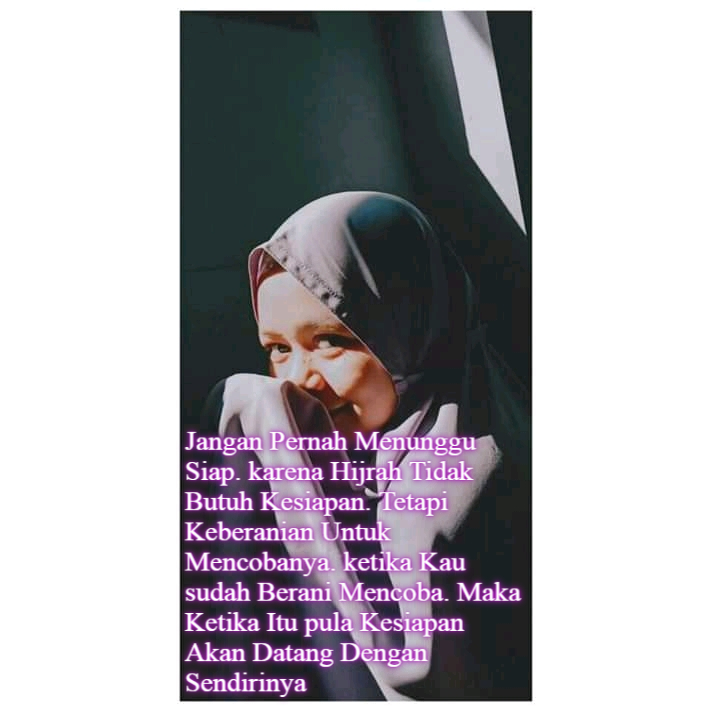 Jangan Pernah Menunggu
Siap. karena Hijrah Tidak
Butuh Kesiapan. Tetapi
Keberanian Untuk
Mencobanya. ketika Kau
sudah Berani Mencoba. Maka
Ketika Itu pula Kesiapan
Akan Datang Dengan
Sendirinya